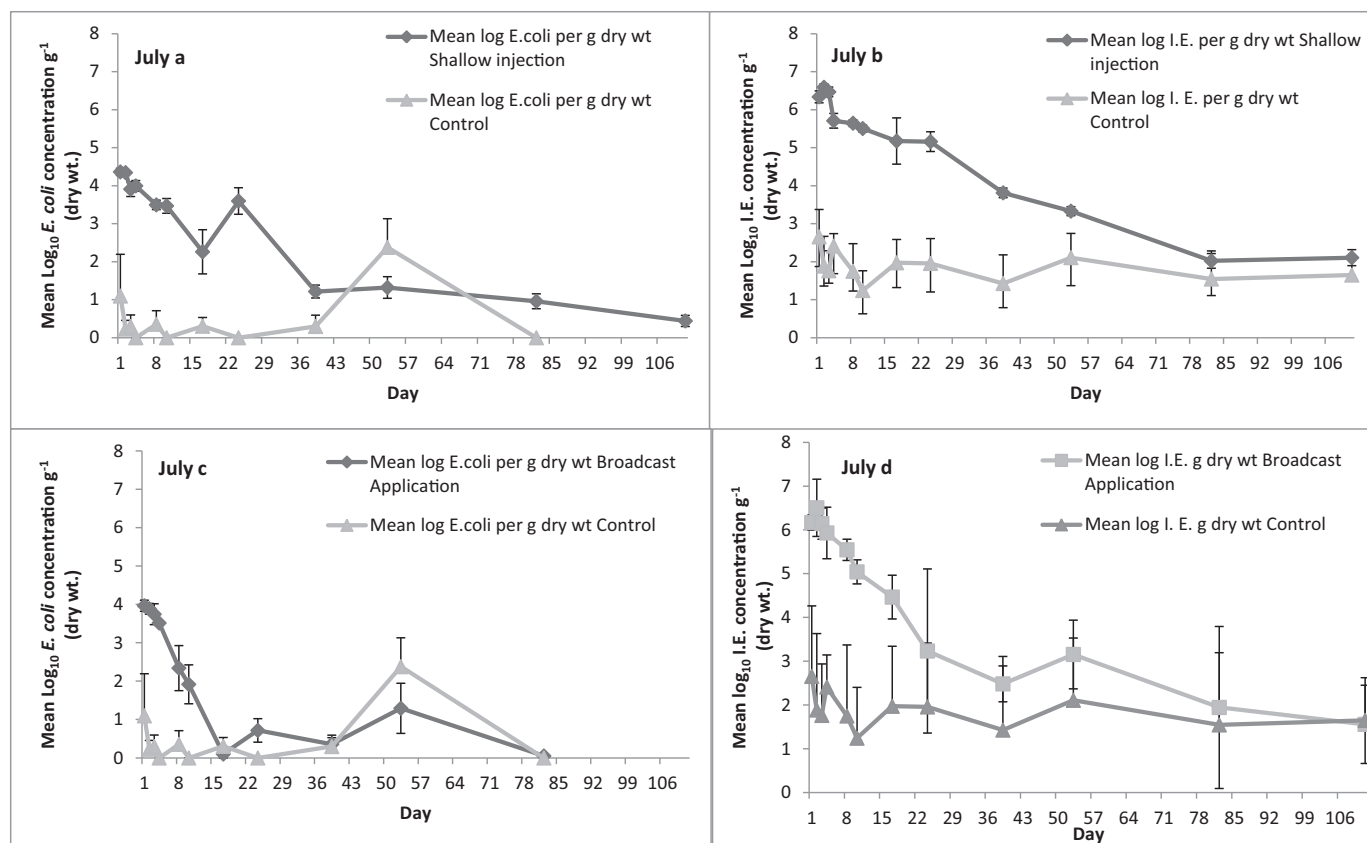 July a
Mean log E.coli per g dry wt
Shallow injection
Mean log E.coli per g dry wt
Control
Mean Log₁₀ E. coli concentration g⁻¹
(dry wt.)
8
7
6
5
4
3
2
1
0
1 8 15 22 29 36 43 50 57 64 71 78 85 92 99 106
Day
July b
Mean log I.E. per g dry wt Shallow
injection
Mean log I. E. per g dry wt
Control
Mean Log₁₀ I.E. concentration g⁻¹
(dry wt.)
8
7
6
5
4
3
2
1
0
1 8 15 22 29 36 43 50 57 64 71 78 85 92 99 106
Day
July c
Mean log E.coli per g dry wt Broadcast
Application
Mean log E.coli per g dry wt Control
Mean Log₁₀ E. coli concentration g⁻¹
(dry wt.)
8
7
6
5
4
3
2
1
0
1 8 15 22 29 36 43 50 57 64 71 78 85 92 99 106
Day
July d
Mean log I.E. g dry wt Broadcast
Application
Mean log I. E. g dry wt Control
Mean log₁₀ I.E. concentration g⁻¹
(dry wt.)
8
7
6
5
4
3
2
1
0
1 8 15 22 29 36 43 50 57 64 71 78 85 92 99 106
Day